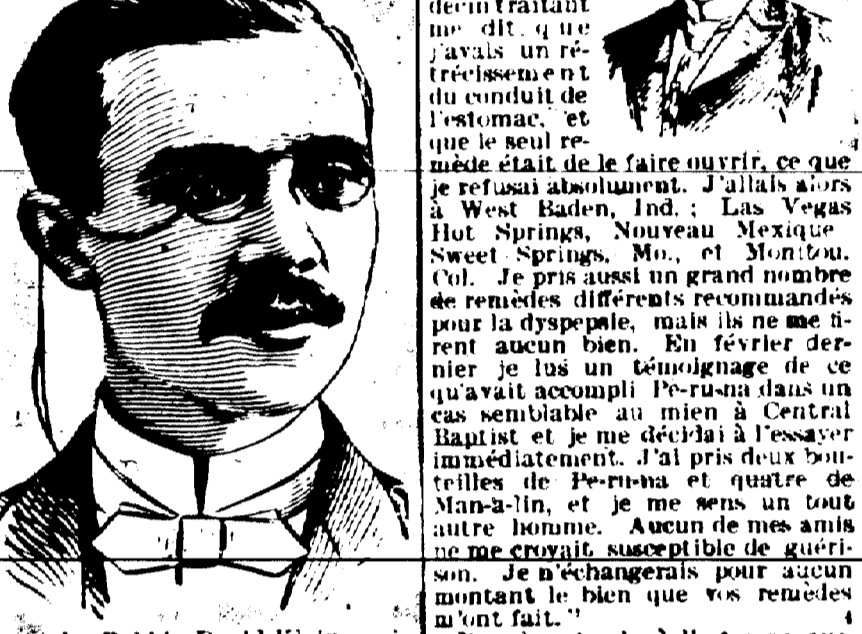 decin traitant
me dit que
j'avais un ré-
trécissement
du conduit de
l'estomac, et
que le seul re-
mède était de le faire ouvrir, ce que
je refusai absolument. J'allais alors
à West Baden, Ind. ; Las Vegas
Hot Springs, Nouveau Mexique
Sweet Springs, Mo., et Monitou,
Col. Je pris aussi un grand nombre
de remèdes différents recommandés
pour la dyspepsie, mais ils ne me fi-
rent aucun bien. En février der-
nier je lus un témoignage de ce
qu'avait accompli Pe-ru-na dans un
cas semblable au mien à Central
Baptist et je me décidai à l'essayer
immédiatement. J'ai pris deux bou-
teilles de Pe-ru-na et quatre de
Man-a-lin, et je me sens un tout
autre homme. Aucun de mes amis
ne me croyait susceptible de guéri-
son. Je n'échangerais pour aucun
montant le bien que vos remèdes
m'ont fait."